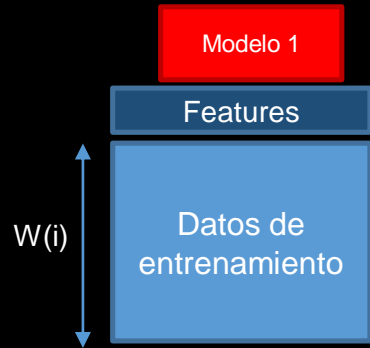 Modelo 1
Features
W(i)
Datos de
entrenamiento